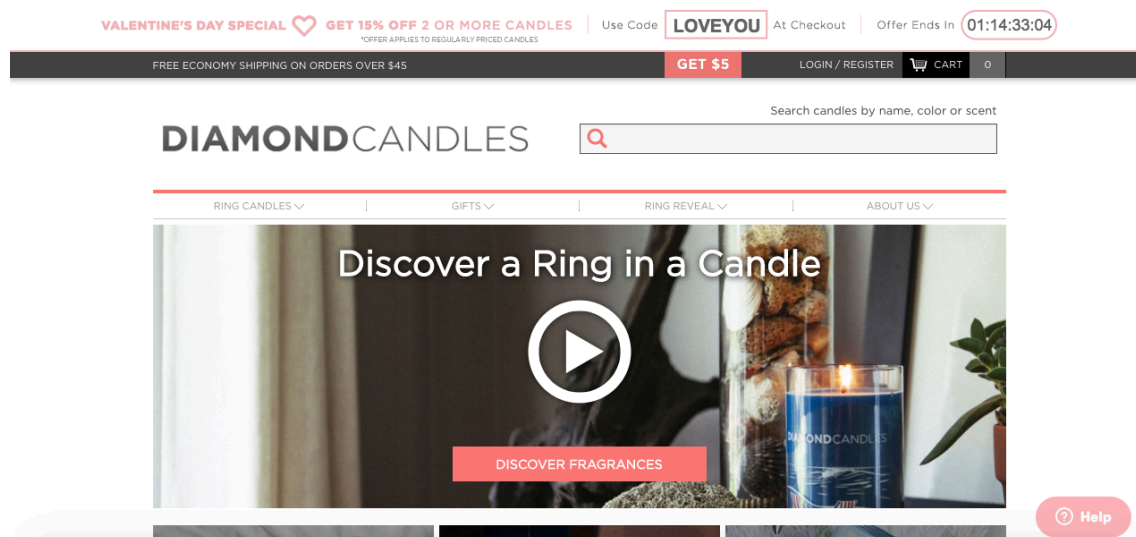 VALENTINE'S DAY SPECIAL GET 15% OFF 2 OR MORE CANDLES Use Code LOVEYOU At Checkout Offer Ends In 01:14:33:04
*OFFER APPLIES TO REGULARLY PRICED CANDLES
FREE ECONOMY SHIPPING ON ORDERS OVER $45 GET $5 LOGIN / REGISTER CART 0
Search candles by name, color or scent
DIAMONDCANDLES
RING CANDLES GIFTS RING REVEAL ABOUT US
Discover a Ring in a Candle
DIAMONDCANDLES
DISCOVER FRAGRANCES
Help